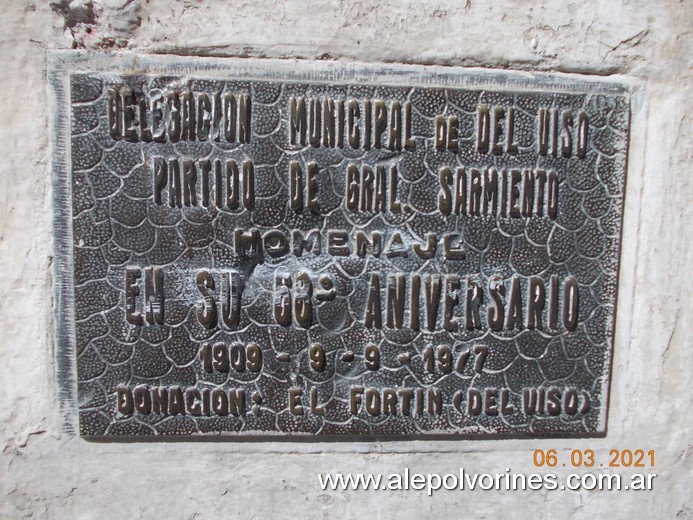 DELEGACION MUNICIPAL DE DEL VISO
PARTIDO DE GRAL SARMIENTO
HOMENAJE
EN SU 68º ANIVERSARIO
1909 - 9 - 9 - 1977
DONACION: EL FORTIN (DEL VISO)
06.03.2021
www.alepolvorines.com.ar